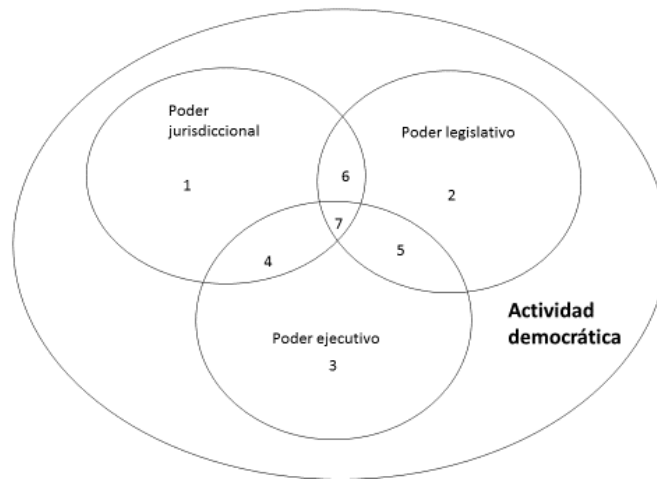 Poder
jurisdiccional
Poder legislativo
1
6
2
7
4
5
Actividad
democrática
Poder ejecutivo
3